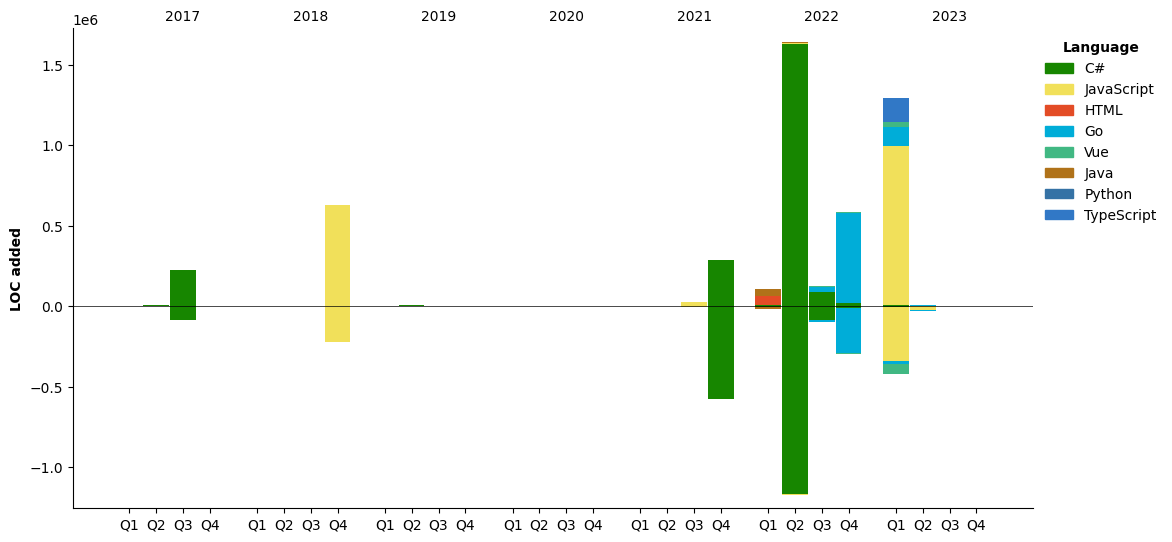 1e6
2017 2018 2019 2020 2021 2022 2023
Language
C#
JavaScript
HTML
Go
Vue
Java
Python
TypeScript
LOC added
1.5
1.0
0.5
0.0
−0.5
−1.0
Q1 Q2 Q3 Q4 Q1 Q2 Q3 Q4 Q1 Q2 Q3 Q4 Q1 Q2 Q3 Q4 Q1 Q2 Q3 Q4 Q1 Q2 Q3 Q4 Q1 Q2 Q3 Q4